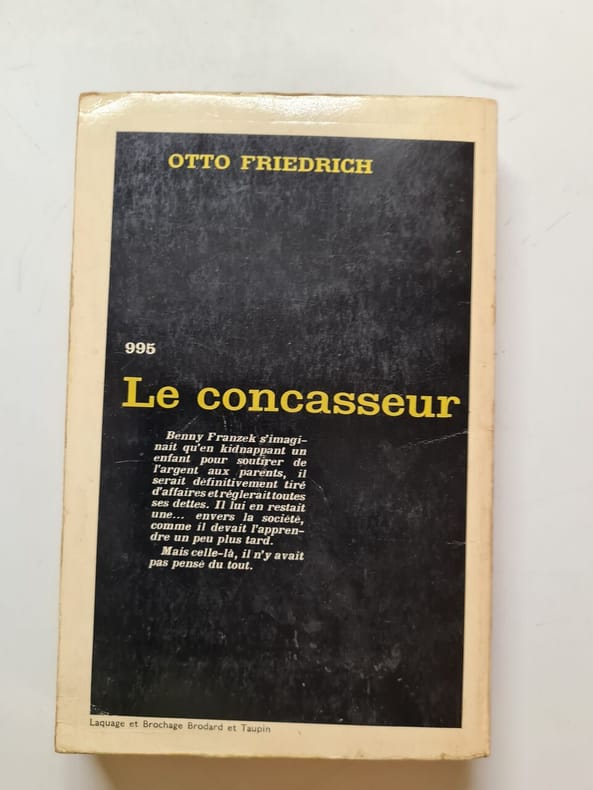 OTTO FRIEDRICH
995
Le concasseur
Benny Franzek s'imagi-
nait qu'en kidnappant un
enfant pour soutirer de
l'argent aux parents, il
serait définitivement tiré
d'affaires et réglerait toutes
ses dettes. Il lui en restait
une... envers la société,
comme il devait l'appren-
dre un peu plus tard.
Mais celle-là, il n'y avait
pas pensé du tout.
Laquage et Brochage Brodard et Taupin